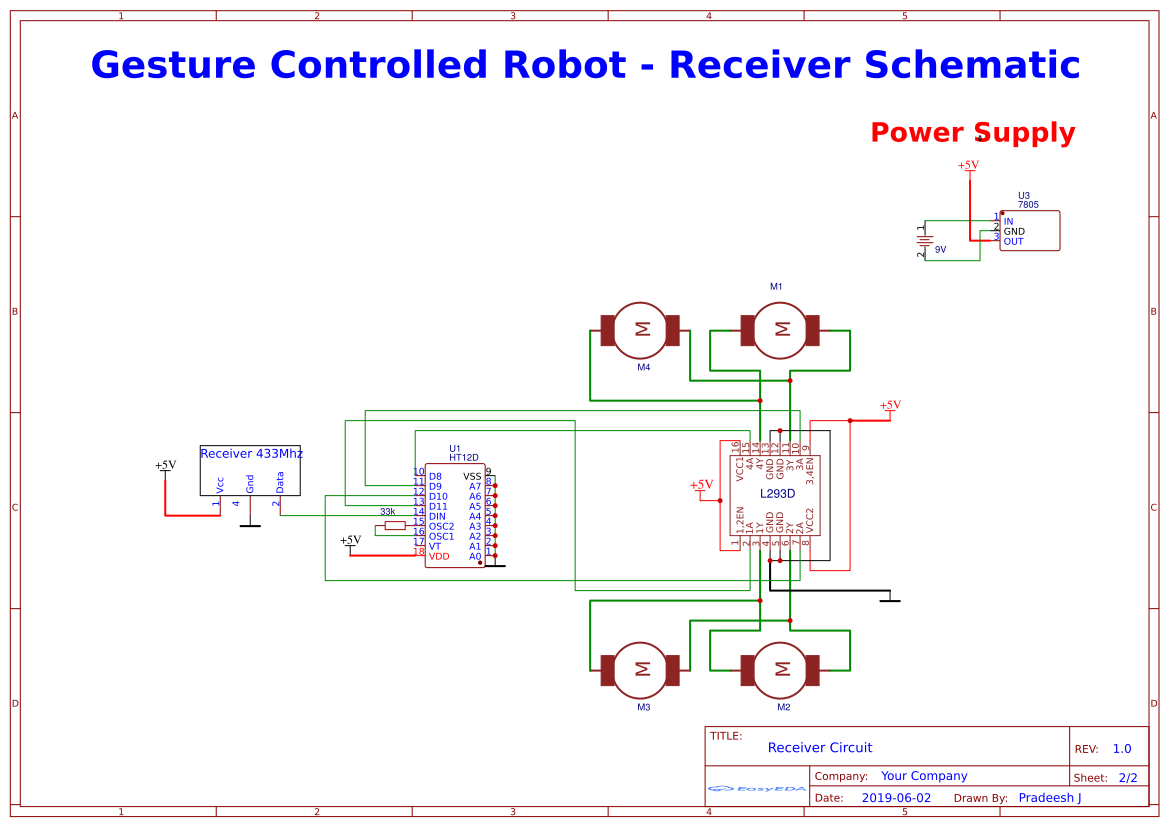 1 2 3 4 5
Gesture Controlled Robot - Receiver Schematic
A A
Power Supply
+5V
U3
7805
1 IN
2 GND
3 OUT
1
2
9V
M1
B B
M
M
M4
+5V
Receiver 433Mhz
+5V
Vcc Gnd Data
1 4 2
U1
HT12D
10 D8 VSS 9
11 D9 A7 8
12 D10 A6 7
13 D11 A5 6
14 DIN A4 5
15 OSC2 A3 4
16 OSC1 A2 3
17 VT A1 2
18 VDD A0 1
33k
+5V
16 15 14 13 12 11 10 9
VCC1 4A 4Y GND GND 3Y 3A 3,4EN
L293D
+5V
1,2EN 1A 1Y GND GND 2Y 2A VCC2
1 2 3 4 5 6 7 8
C C
M
M
M3
M2
D D
TITLE:
Receiver Circuit
REV: 1.0
Company: Your Company
Sheet: 2/2
EasyEDA
Date: 2019-06-02 Drawn By: Pradeesh J
1 2 3 4 5